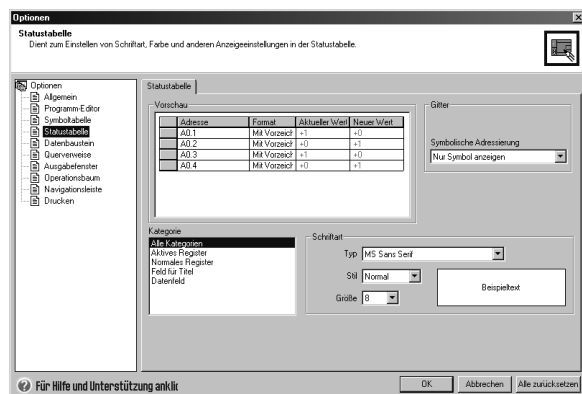 Optionen
Statustabelle
Dient zum Einstellen von Schriftart, Farbe und anderen Anzeigeeinstellungen in der Statustabelle.
Optionen
Allgemein
Programm-Editor
Symboltabelle
Statustabelle
Datenbaustein
Querverweise
Ausgabefenster
Operationsbaum
Navigationsleiste
Drucken
Statustabelle
Vorschau
Adresse Format Aktueller Wert Neuer Wert
A0.1 Mit Vorzeich +1 +0
A0.2 Mit Vorzeich +0 +1
A0.3 Mit Vorzeich +1 +0
A0.4 Mit Vorzeich +0 +1
Gitter
Symbolische Adressierung
Nur Symbol anzeigen
Kategorie
Alle Kategorien
Aktives Register
Normales Register
Feld für Titel
Datenfeld
Schriftart
Typ MS Sans Serif
Stil Normal
Größe 8
Beispieltext
Für Hilfe und Unterstützung anklic
OK Abbrechen Alle zurücksetzen